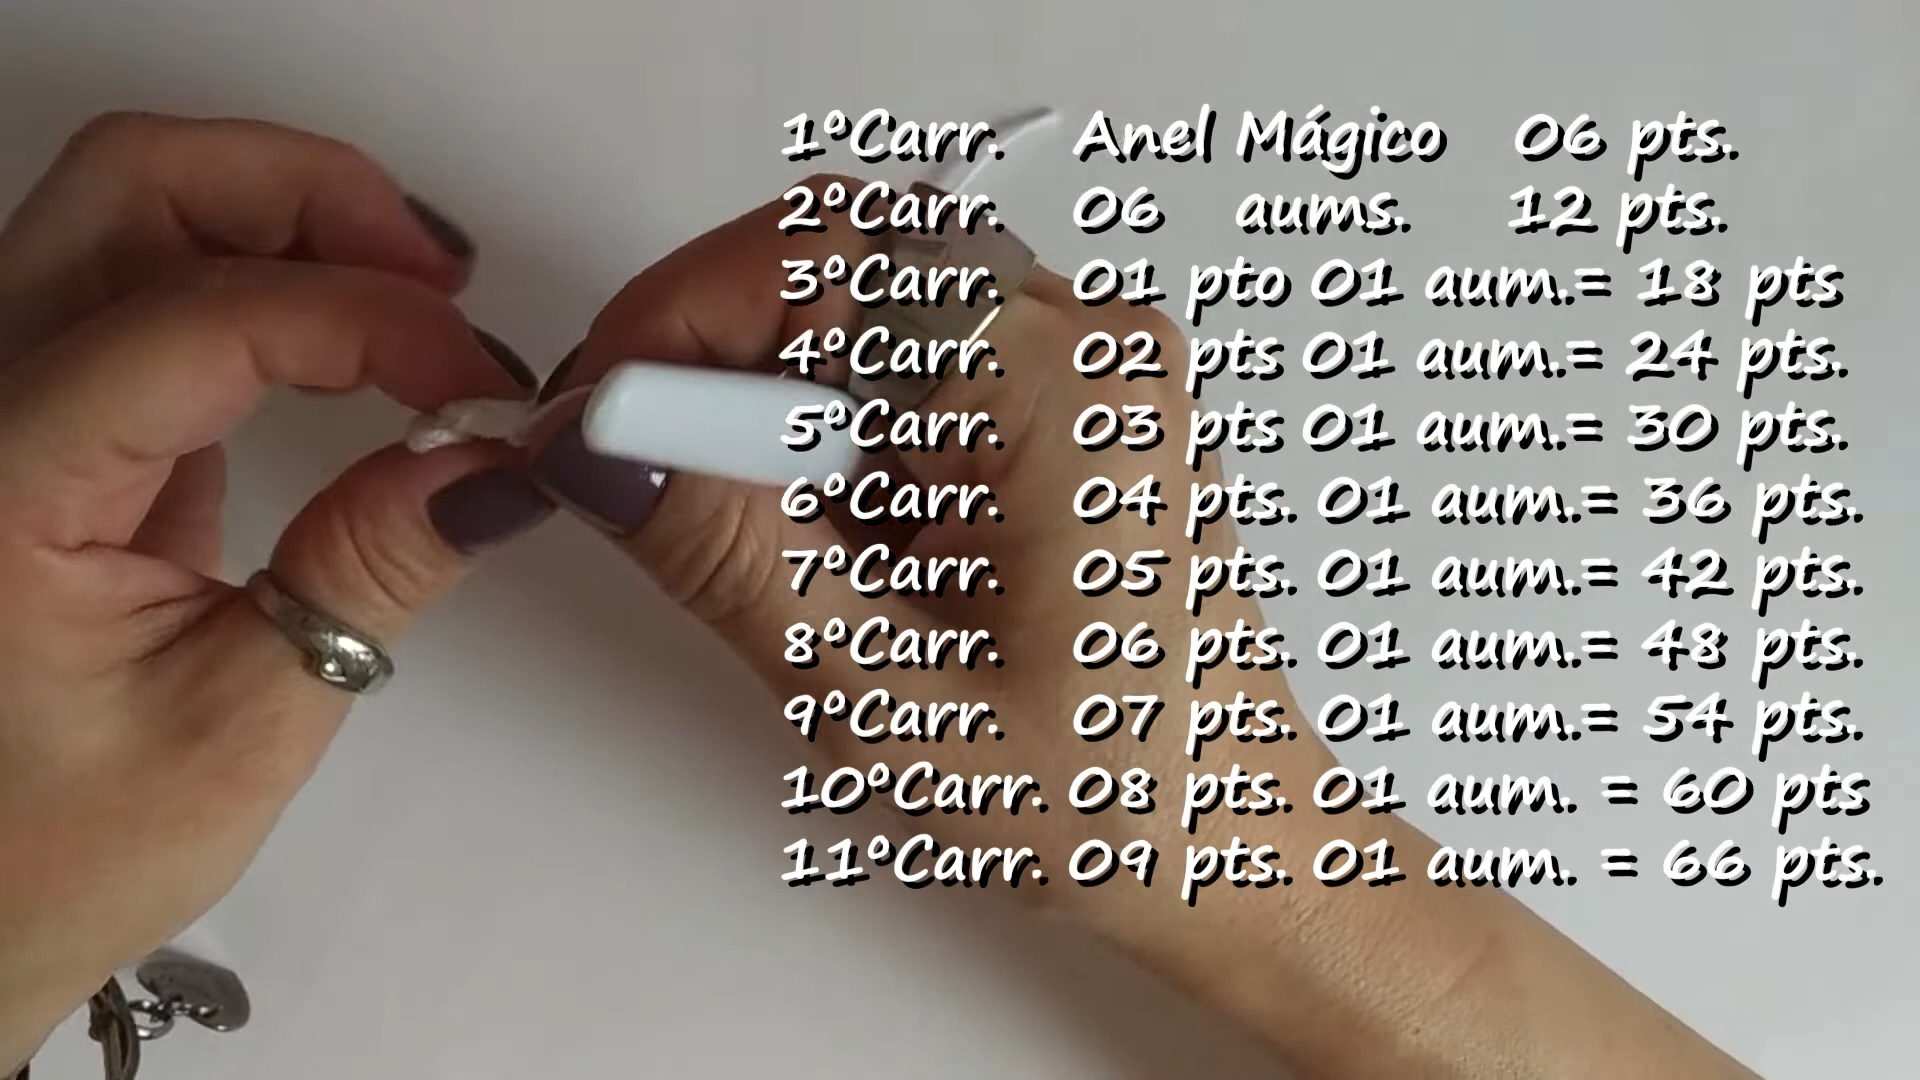 1ºCarr. Anel Mágico 06 pts.
2ºCarr. 06 aums. 12 pts.
3ºCarr. 01 pto 01 aum.= 18 pts
4ºCarr. 02 pts 01 aum.= 24 pts.
5ºCarr. 03 pts 01 aum.= 30 pts.
6ºCarr. 04 pts. 01 aum.= 36 pts.
7ºCarr. 05 pts. 01 aum.= 42 pts.
8ºCarr. 06 pts. 01 aum.= 48 pts.
9ºCarr. 07 pts. 01 aum.= 54 pts.
10ºCarr. 08 pts. 01 aum. = 60 pts
11ºCarr. 09 pts. 01 aum. = 66 pts.